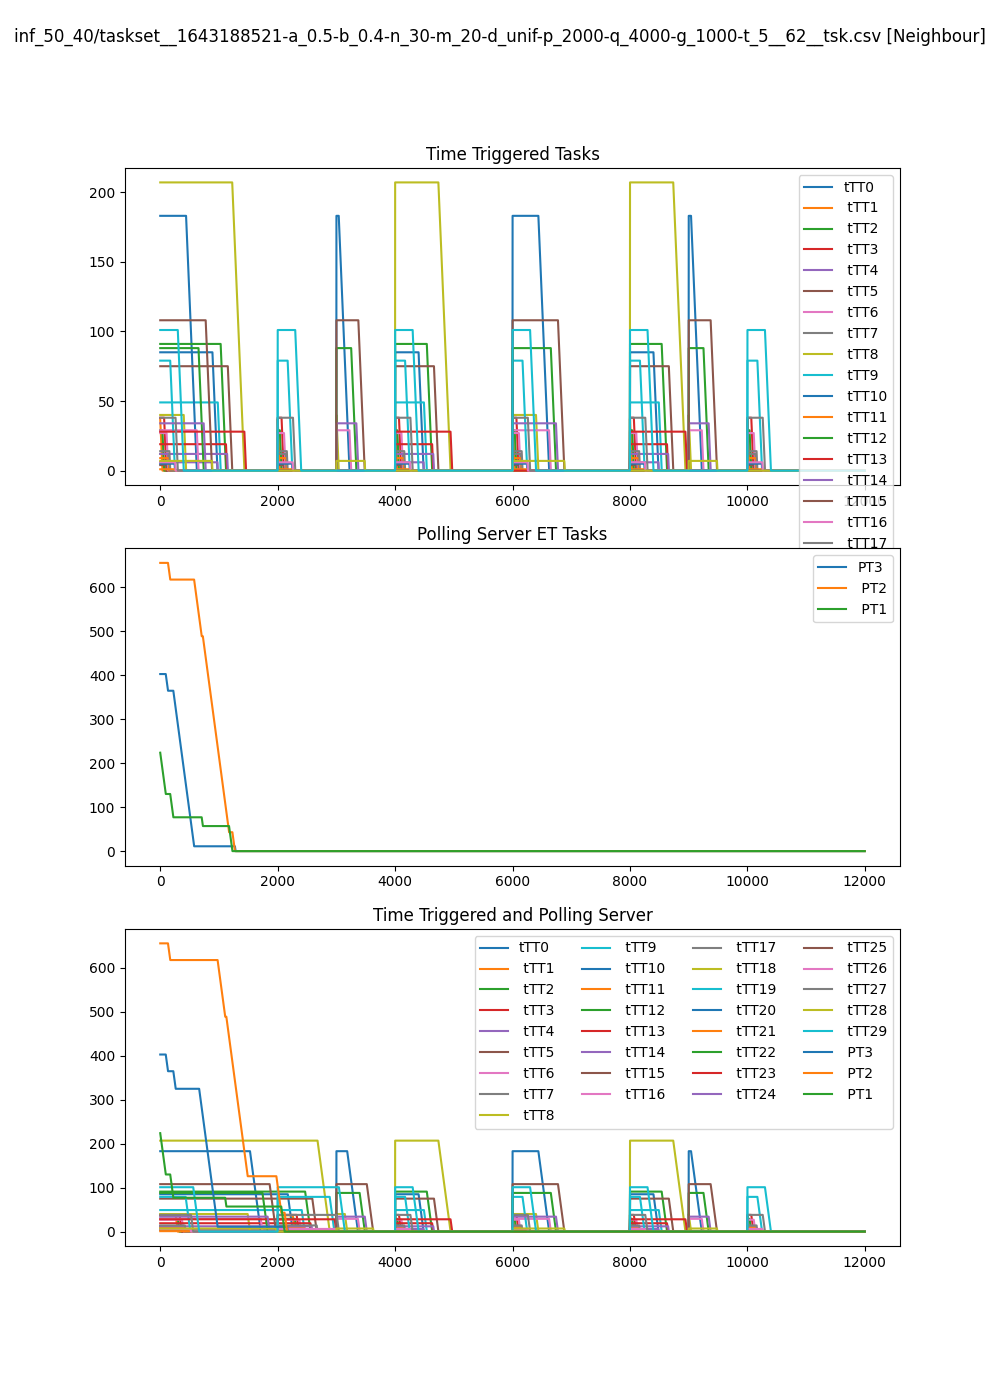 inf_50_40/taskset__1643188521-a_0.5-b_0.4-n_30-m_20-d_unif-p_2000-q_4000-g_1000-t_5__62__tsk.csv [Neighbour]
Time Triggered Tasks
200
150
100
50
0
0 2000 4000 6000 8000 10000
tTT0
tTT1
tTT2
tTT3
tTT4
tTT5
tTT6
tTT7
tTT8
tTT9
tTT10
tTT11
tTT12
tTT13
tTT14
tTT15
tTT16
tTT17
Polling Server ET Tasks
600
500
400
300
200
100
0
0 2000 4000 6000 8000 10000 12000
PT3
PT2
PT1
Time Triggered and Polling Server
600
500
400
300
200
100
0
0 2000 4000 6000 8000 10000 12000
tTT0 tTT9 tTT17 tTT25
tTT1 tTT10 tTT18 tTT26
tTT2 tTT11 tTT19 tTT27
tTT3 tTT12 tTT20 tTT28
tTT4 tTT13 tTT21 tTT29
tTT5 tTT14 tTT22 PT3
tTT6 tTT15 tTT23 PT2
tTT7 tTT16 tTT24 PT1
tTT8